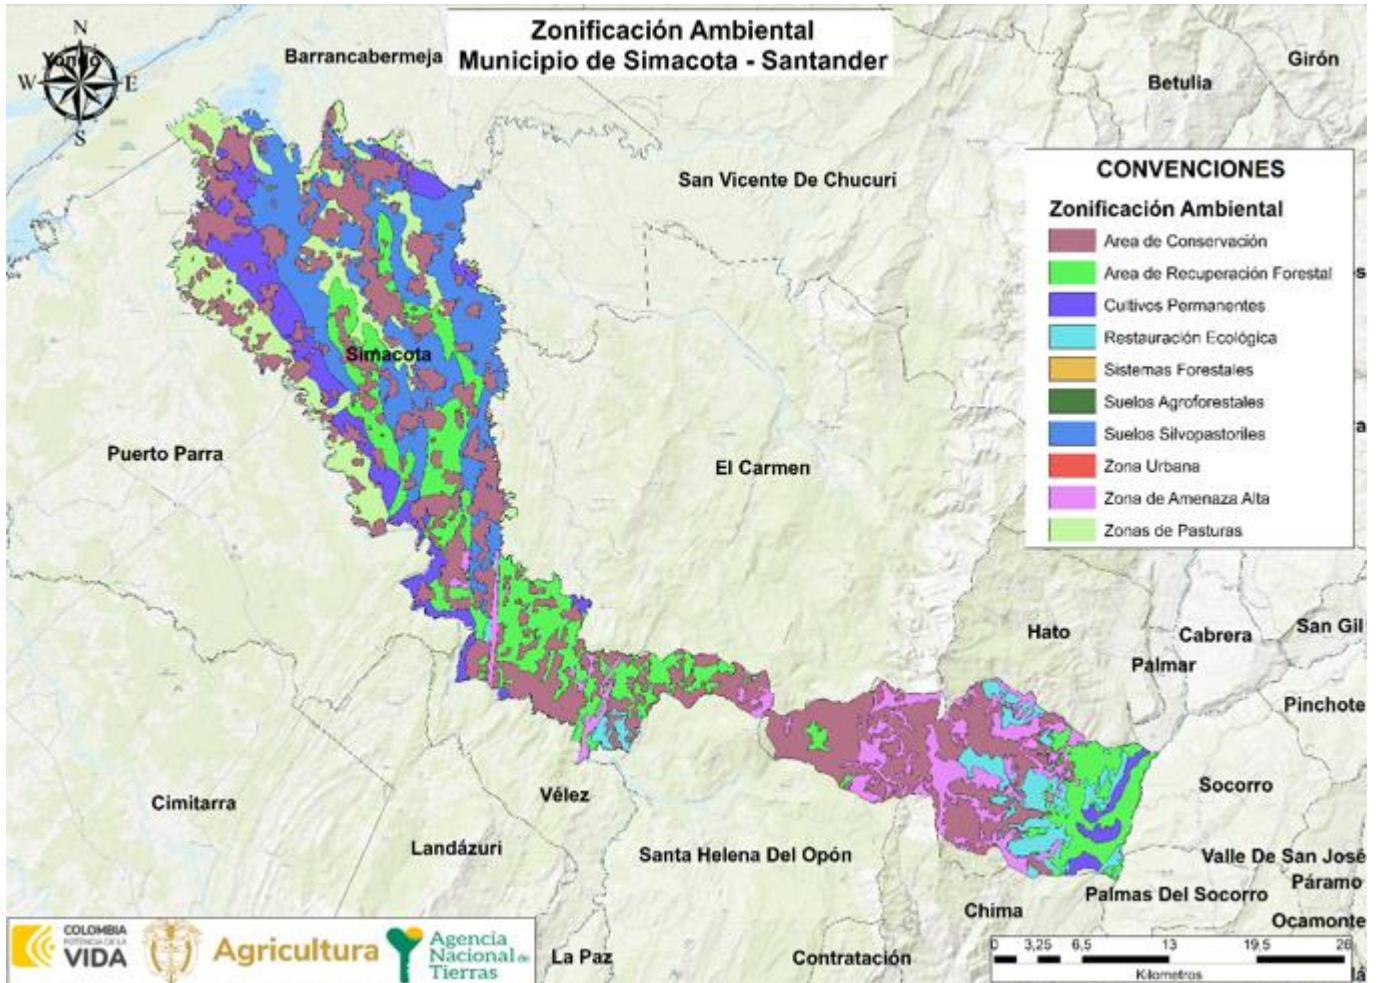 Zonificación Ambiental
Municipio de Simacota - Santander
N
Yondó
W
E
S
Barrancabermeja
Girón
Betulia
San Vicente De Chucuri
CONVENCIONES
Zonificación Ambiental
Area de Conservación
Area de Recuperación Forestal
Cultivos Permanentes
Restauración Ecológica
Sistemas Forestales
Suelos Agroforestales
Suelos Silvopastoriles
Zona Urbana
Zona de Amenaza Alta
Zonas de Pasturas
Simacota
Puerto Parra
El Carmen
Hato
Cabrera
San Gil
Palmar
Pinchote
Socorro
Cimitarra
Vélez
Landázuri
Santa Helena Del Opón
Valle De San José
Páramo
Palmas Del Socorro
Chima
Ocamonte
La Paz
Contratación
COLOMBIA
POTENCIA DE LA
VIDA
Agricultura
Agencia
Nacional de
Tierras
0 3,25 6,5 13 19,5 26
Kilometros